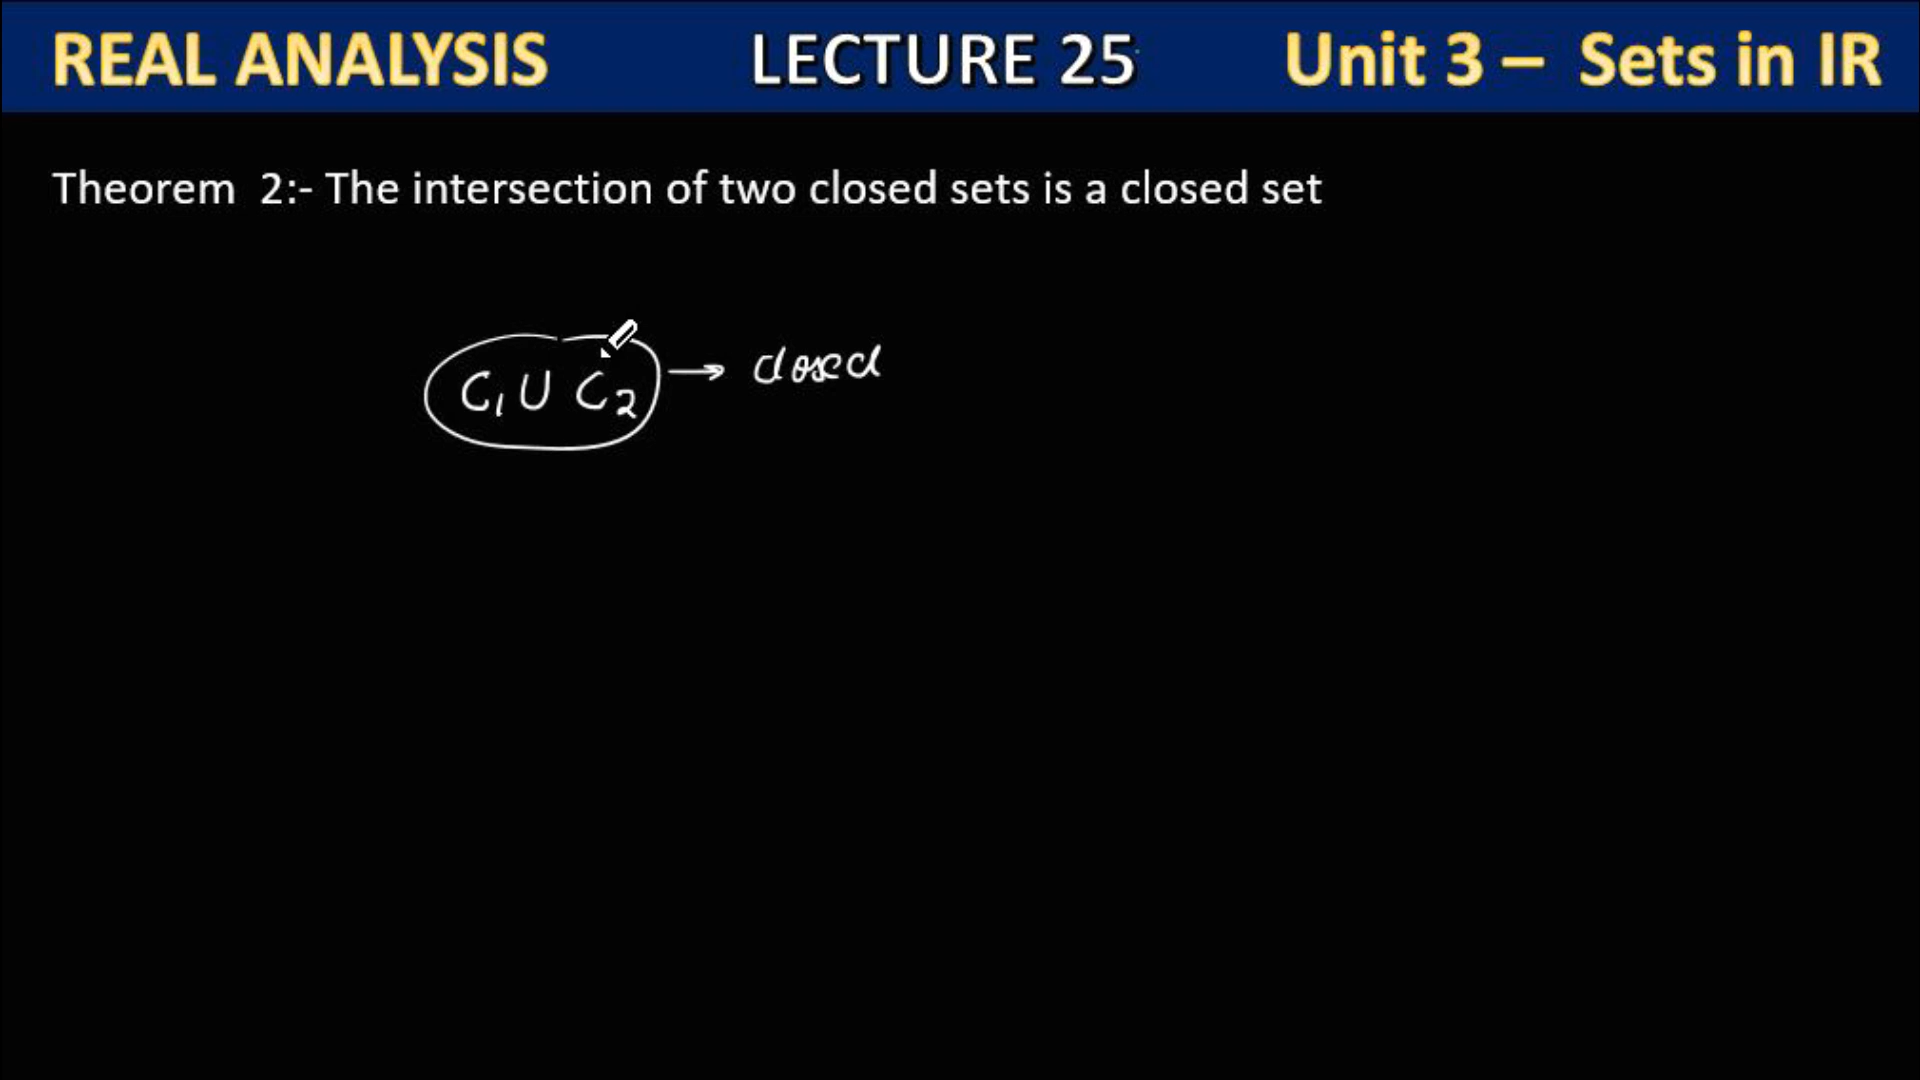 REAL ANALYSIS LECTURE 25 Unit 3 – Sets in IR
Theorem 2:- The intersection of two closed sets is a closed set
C₁ U C₂ → closed